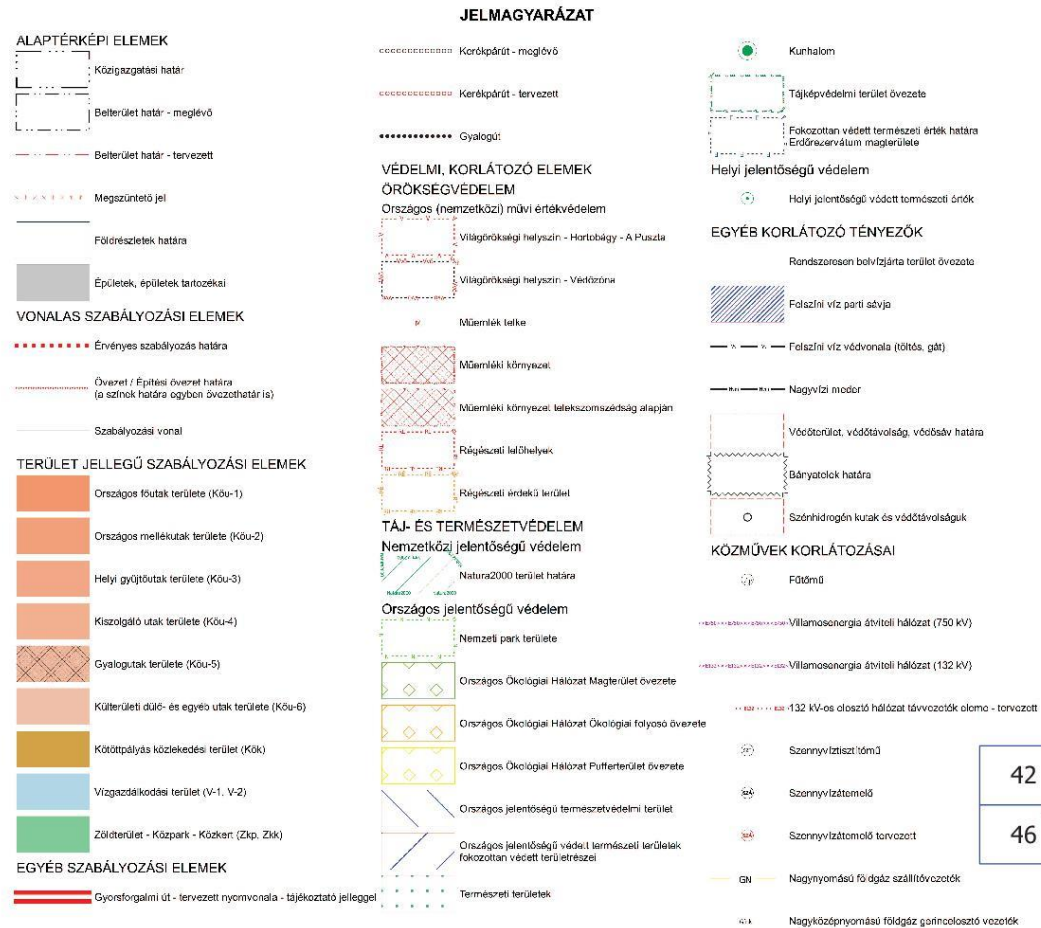 JELMAGYARÁZAT
ALAPTÉRKÉPI ELEMEK
Közigazgatási határ
Belterület határ - meglévő
Belterület határ - tervezett
Megszüntető jel
Földrészletek határa
Épületek, épületek tartozékai
VONALAS SZABÁLYOZÁSI ELEMEK
Érvényes szabályozás határa
Övezet / Építési övezet határa
(a színek határa egyben övezethatár is)
Szabályozási vonal
TERÜLET JELLEGŰ SZABÁLYOZÁSI ELEMEK
Országos főutak területe (Köu-1)
Országos mellékutak területe (Köu-2)
Helyi gyűjtőutak területe (Köu-3)
Kiszolgáló utak területe (Köu-4)
Gyalogutak területe (Köu-5)
Külterületi dűlő- és egyéb utak területe (Köu-6)
Kötöttpályás közlekedési terület (Kök)
Vízgazdálkodási terület (V-1, V-2)
Zöldterület - Közpark - Közkert (Zkp, Zkk)
EGYÉB SZABÁLYOZÁSI ELEMEK
Gyorsforgalmi út - tervezett nyomvonala - tájékoztató jelleggel
Kerékpárút - meglévő
Kerékpárút - tervezett
Gyalogút
VÉDELMI, KORLÁTOZÓ ELEMEK
ÖRÖKSÉGVÉDELEM
Országos (nemzetközi) művi értékvédelem
Világörökségi helyszín - Hortobágy - A Puszta
Világörökségi helyszín - Védőzóna
M Műemlék telke
Műemléki környezet
Műemléki környezet telekszomszédság alapján
Régészeti lelőhelyek
Régészeti érdekű terület
TÁJ- ÉS TERMÉSZETVÉDELEM
Nemzetközi jelentőségű védelem
Natura2000 terület határa
Országos jelentőségű védelem
Nemzeti park területe
Országos Ökológiai Hálózat Magterület övezete
Országos Ökológiai Hálózat Ökológiai folyosó övezete
Országos Ökológiai Hálózat Pufferterület övezete
Országos jelentőségű természetvédelmi terület
Országos jelentőségű védett természeti területek
fokozottan védett területrészei
Természeti területek
Kunhalom
Tájképvédelmi terület övezete
Fokozottan védett természeti érték határa
Erdőrezervátum magterülete
Helyi jelentőségű védelem
Helyi jelentőségű védett természeti érték
EGYÉB KORLÁTOZÓ TÉNYEZŐK
Rendszeresen belvízjárta terület övezete
Felszíni víz parti sávja
Felszíni víz védvonala (töltés, gát)
Nagyvízi meder
Védőterület, védőtávolság, védősáv határa
Bányatelek határa
Szénhidrogén kutak és védőtávolságuk
KÖZMŰVEK KORLÁTOZÁSAI
Fűtőmű
Villamosenergia átviteli hálózat (750 kV)
Villamosenergia átviteli hálózat (132 kV)
132 kV-os elosztó hálózat távvezeték eleme - tervezett
Szennyvíztisztítómű
SZÁ Szennyvízátemelő
SZÁ Szennyvízátemelő tervezett
GN Nagynyomású földgáz szállítóvezeték
Nagyközépnyomású földgáz gerincelosztó vezeték
42
46